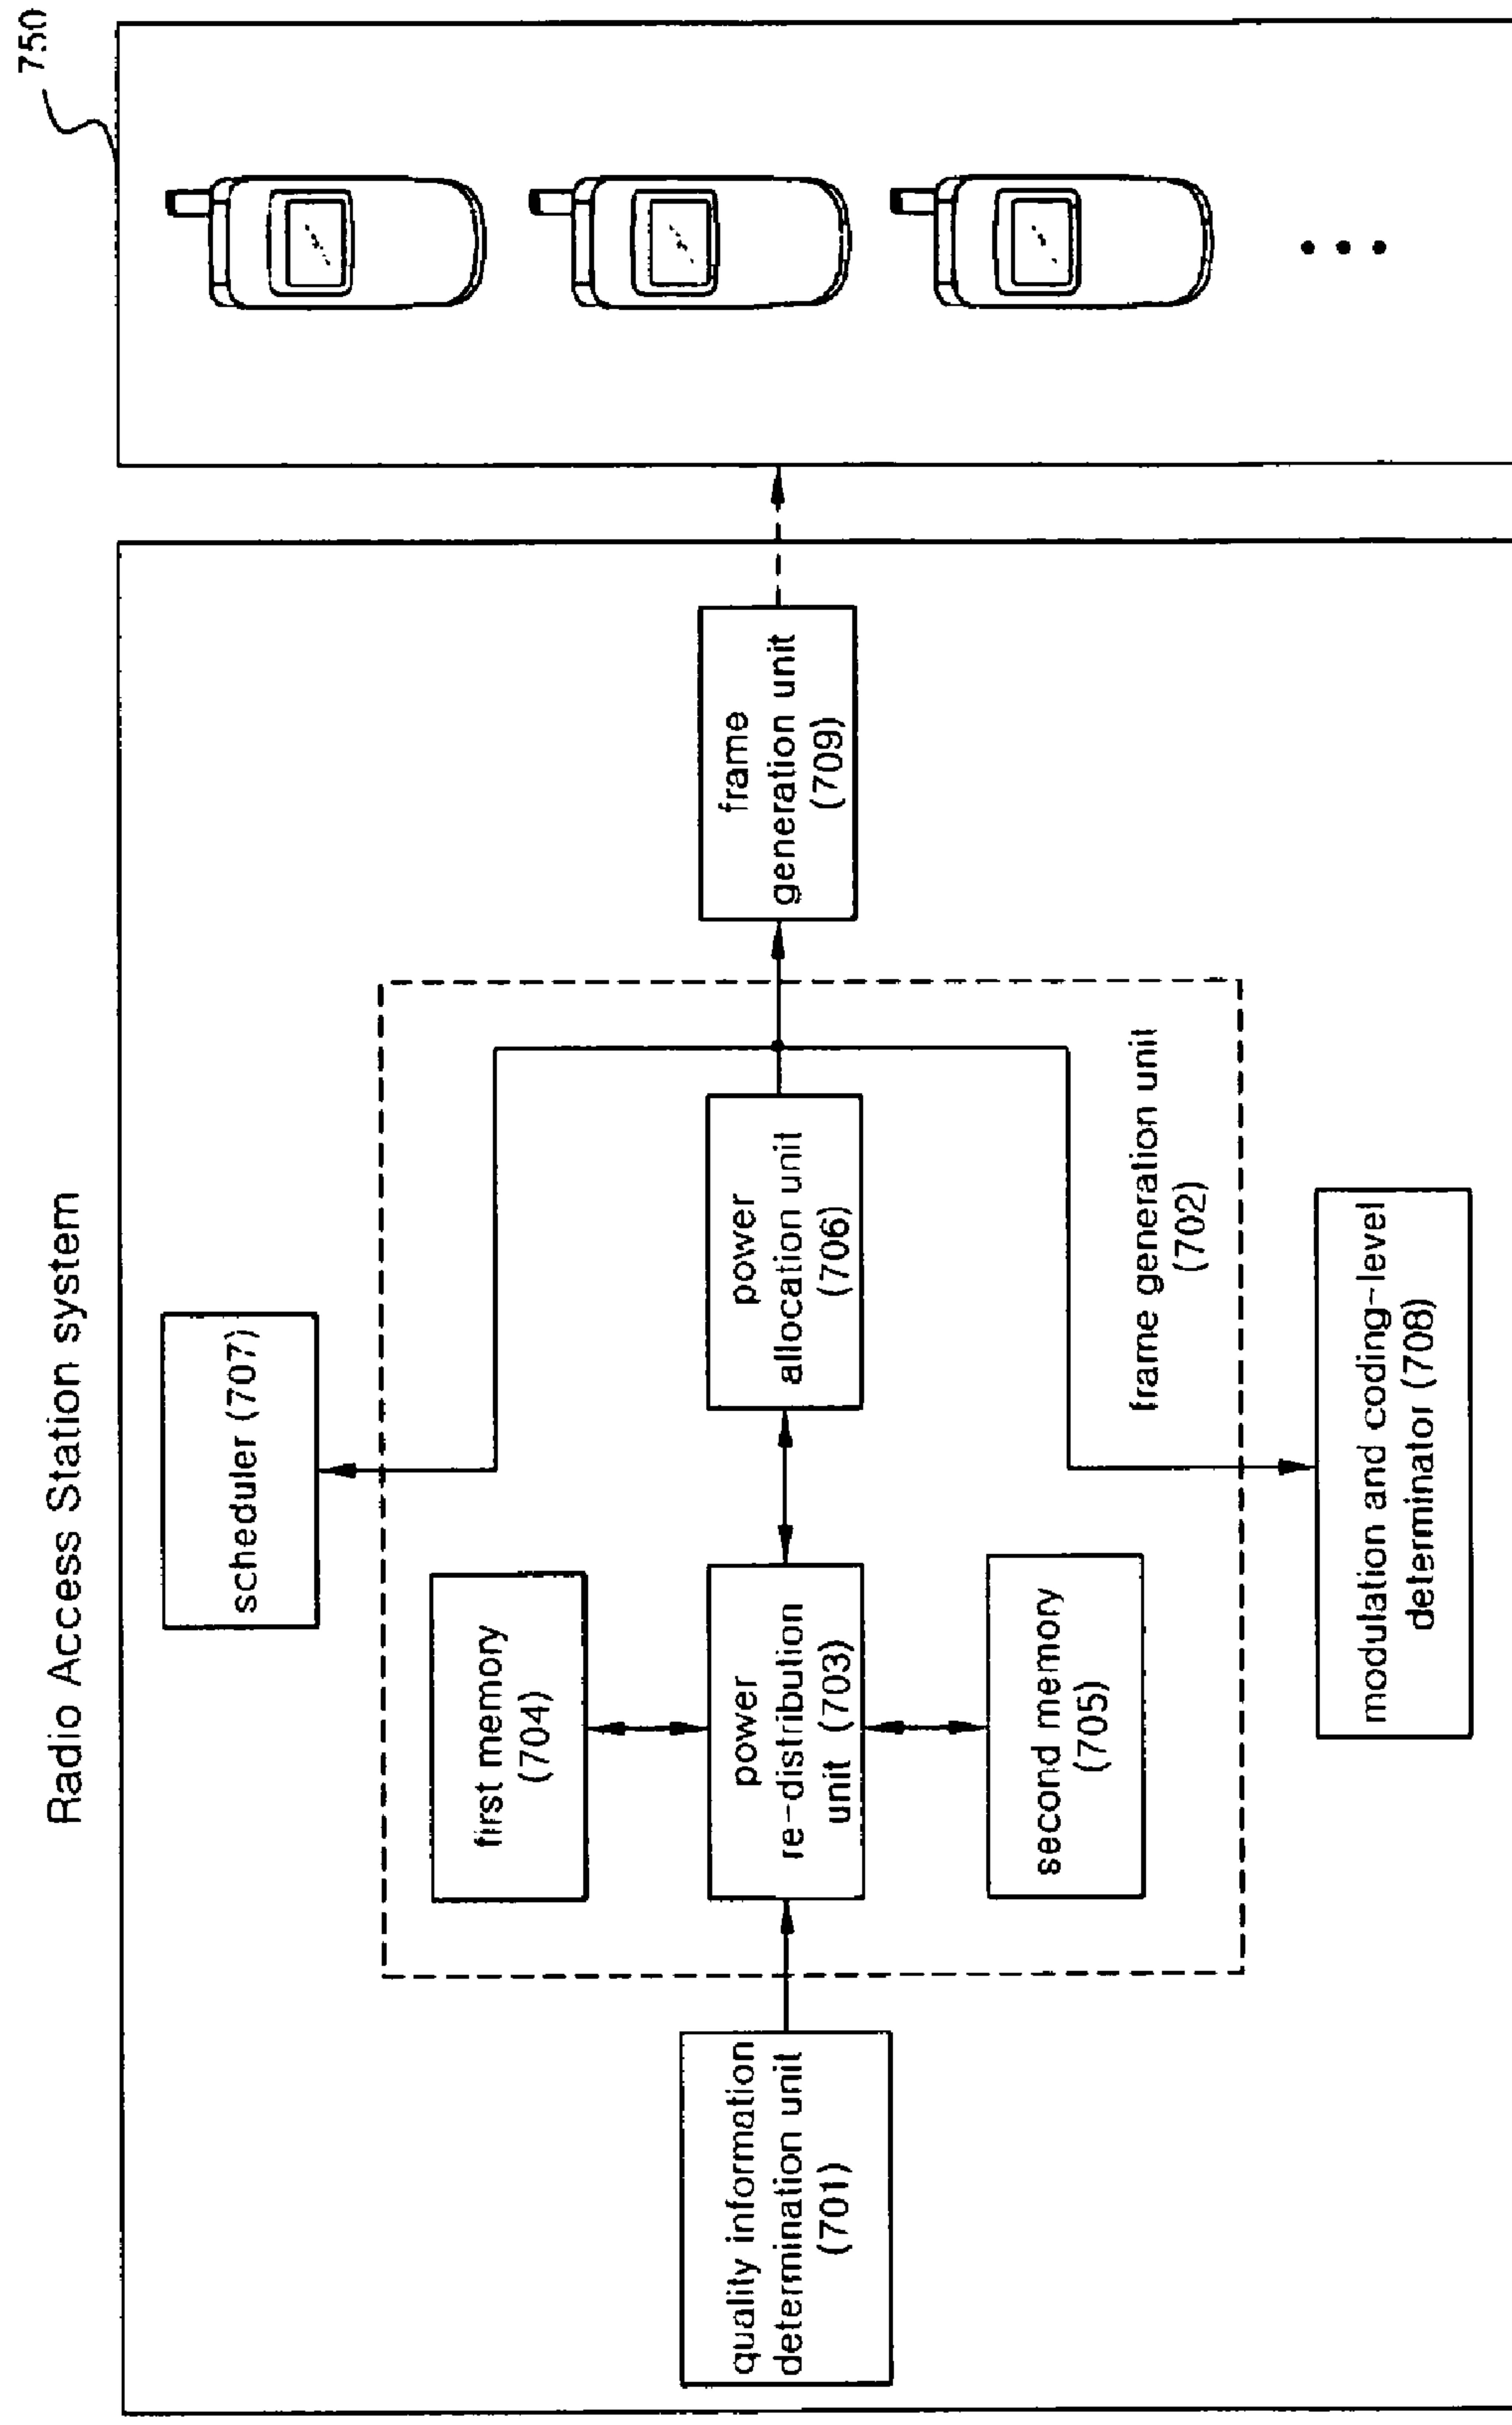 Radio Access Station system
750
scheduler (707)
first memory
(704)
quality information
determination unit
(701)
power
re-distribution
unit (703)
power
allocation unit
(706)
frame
generation unit
(709)
second memory
(705)
frame generation unit
(702)
modulation and coding-level
determinator (708)